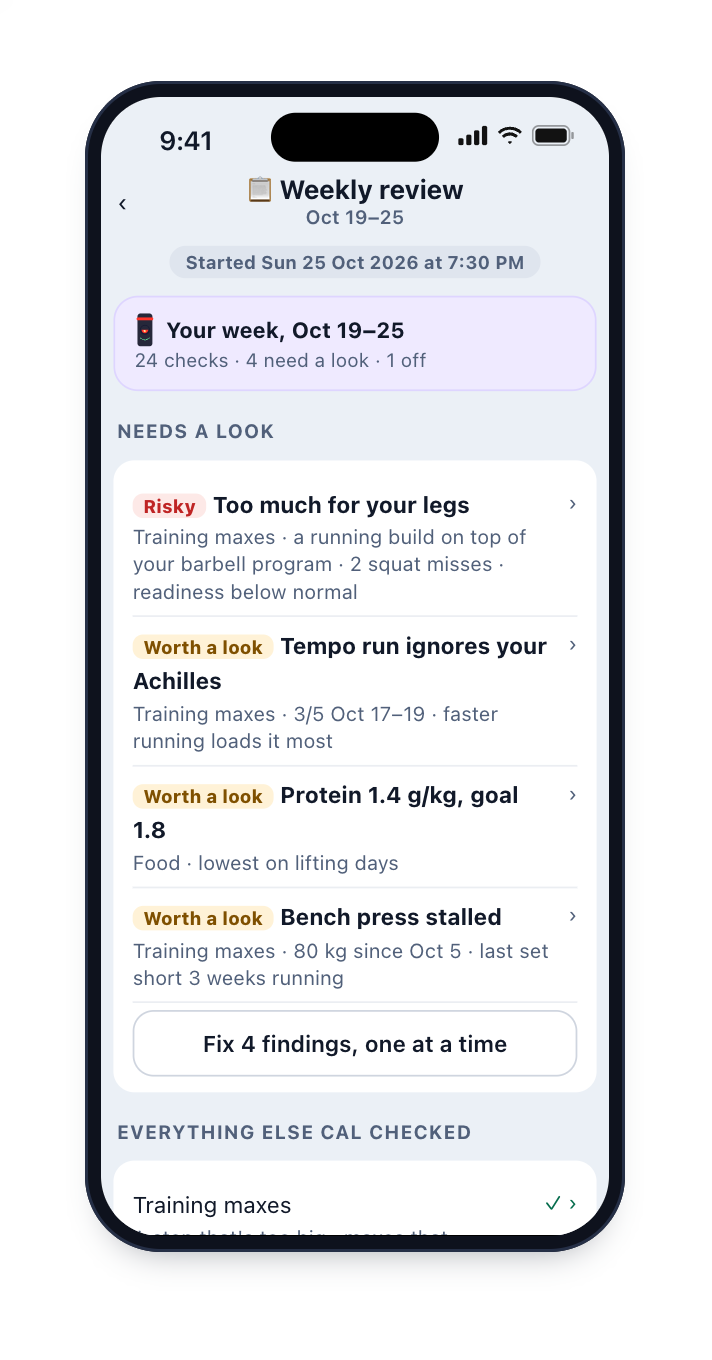 9:41
📋 Weekly review
‹
Oct 19–25
Started Sun 25 Oct 2026 at 7:30 PM
Your week, Oct 19–25
24 checks · 4 need a look · 1 off
NEEDS A LOOK
Risky Too much for your legs ›
Training maxes · a running build on top of
your barbell program · 2 squat misses ·
readiness below normal
Worth a look Tempo run ignores your ›
Achilles
Training maxes · 3/5 Oct 17–19 · faster
running loads it most
Worth a look Protein 1.4 g/kg, goal ›
1.8
Food · lowest on lifting days
Worth a look Bench press stalled ›
Training maxes · 80 kg since Oct 5 · last set
short 3 weeks running
Fix 4 findings, one at a time
EVERYTHING ELSE CAL CHECKED
Training maxes ✓ ›